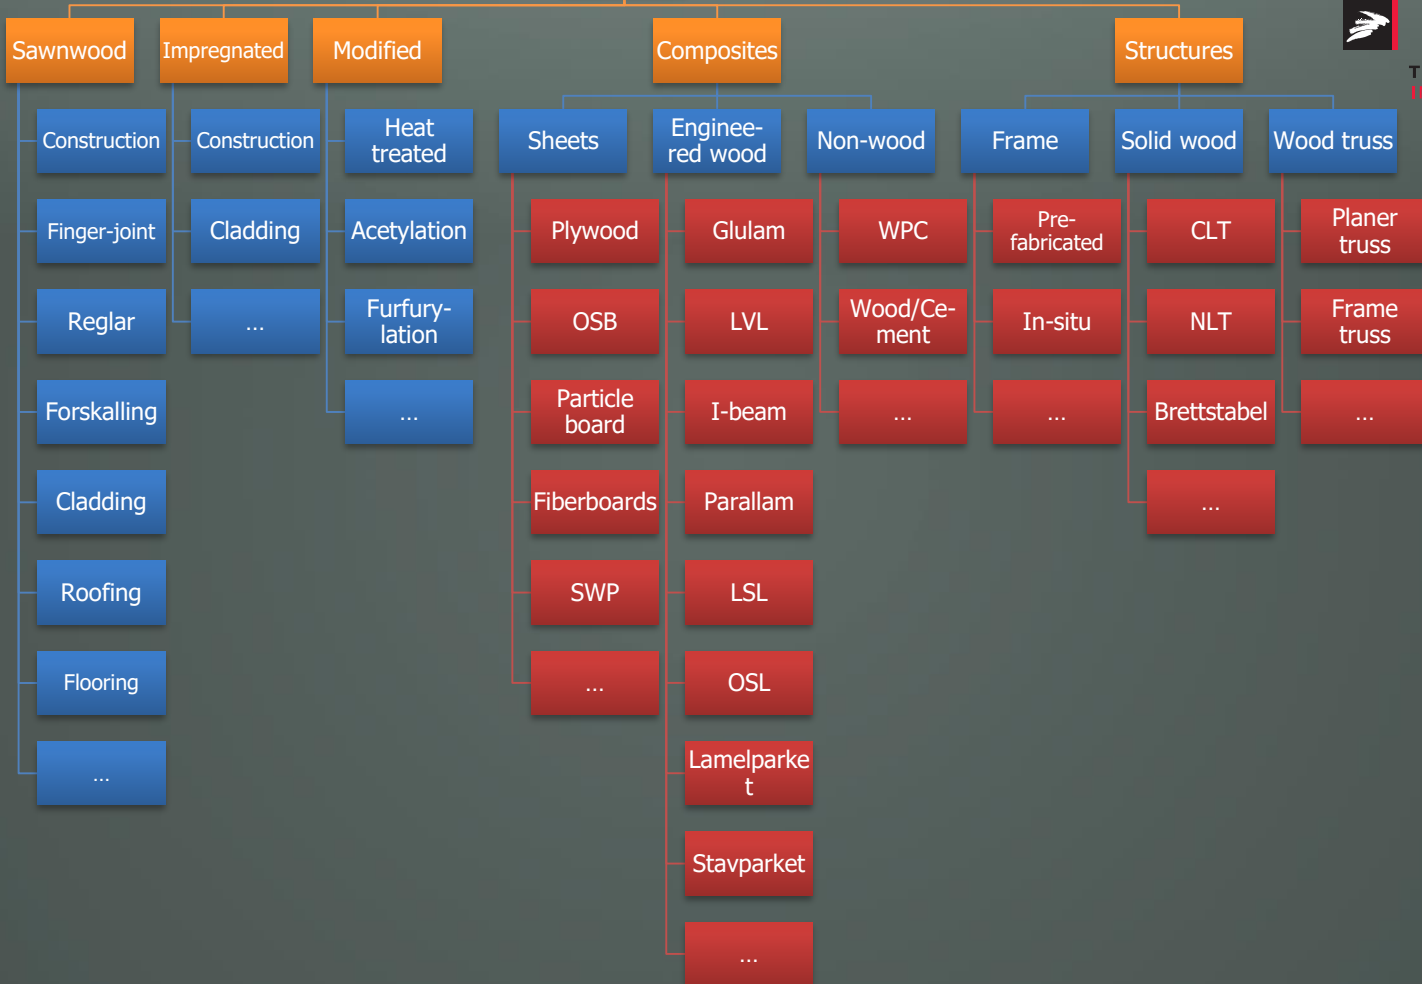 Sawnwood
Impregnated
Modified
Composites
Structures
T
Construction
Construction
Heat
treated
Sheets
Enginee-
red wood
Non-wood
Frame
Solid wood
Wood truss
Finger-joint
Cladding
Acetylation
Plywood
Glulam
WPC
Pre-
fabricated
CLT
Planer
truss
Reglar
...
Furfury-
lation
OSB
LVL
Wood/Ce-
ment
In-situ
NLT
Frame
truss
Forskalling
...
Particle
board
I-beam
...
...
Brettstabel
...
Cladding
Fiberboards
Parallam
...
Roofing
SWP
LSL
Flooring
...
OSL
...
Lamelparke
t
Stavparket
...